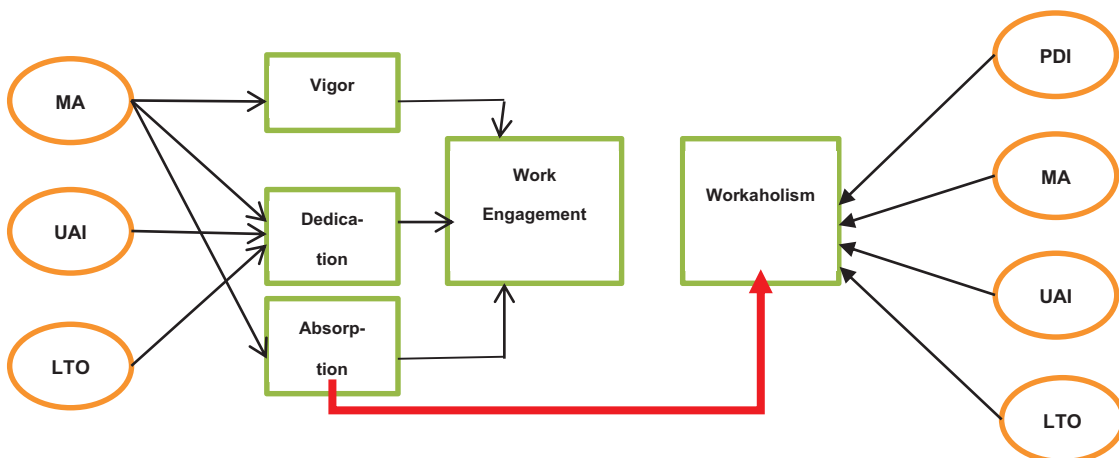 MA
UAI
LTO
Vigor
Dedica-
tion
Absorp-
tion
Work
Engagement
Workaholism
PDI
MA
UAI
LTO